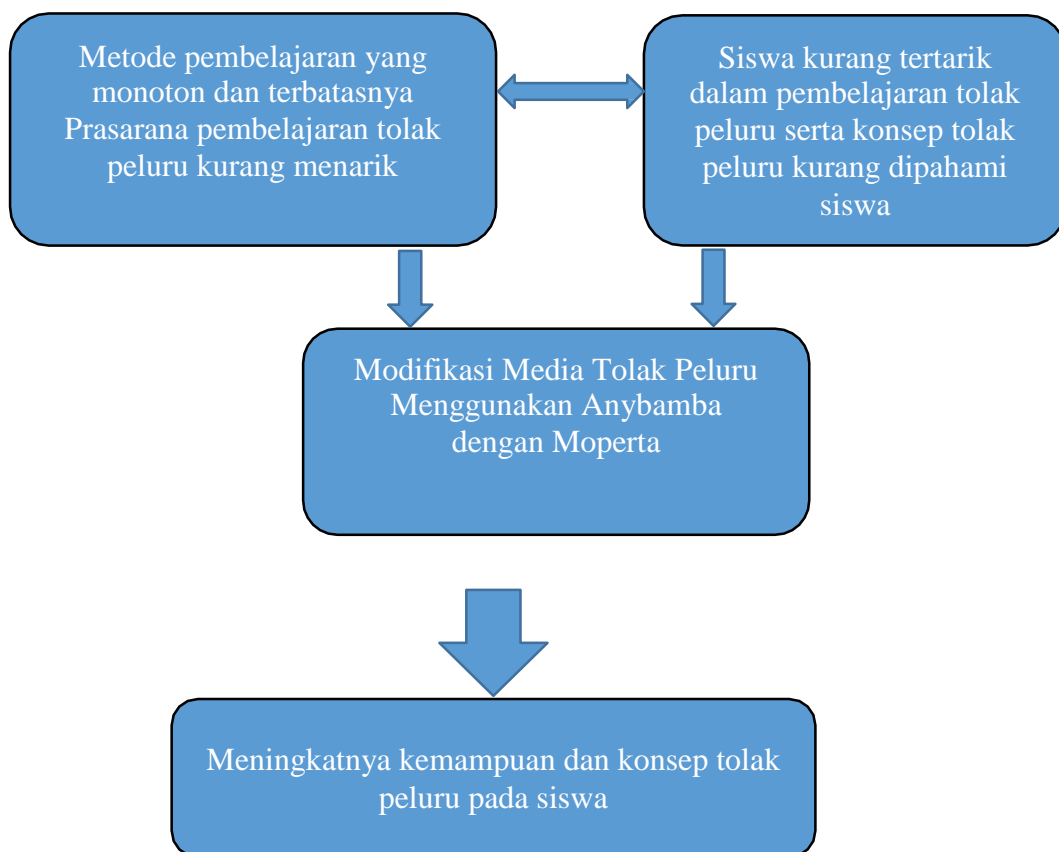 Metode pembelajaran yang
monoton dan terbatasnya
Prasarana pembelajaran tolak
peluru kurang menarik
Siswa kurang tertarik
dalam pembelajaran tolak
peluru serta konsep tolak
peluru kurang dipahami
siswa
Modifikasi Media Tolak Peluru
Menggunakan Anybamba
dengan Moperta
Meningkatnya kemampuan dan konsep tolak
peluru pada siswa